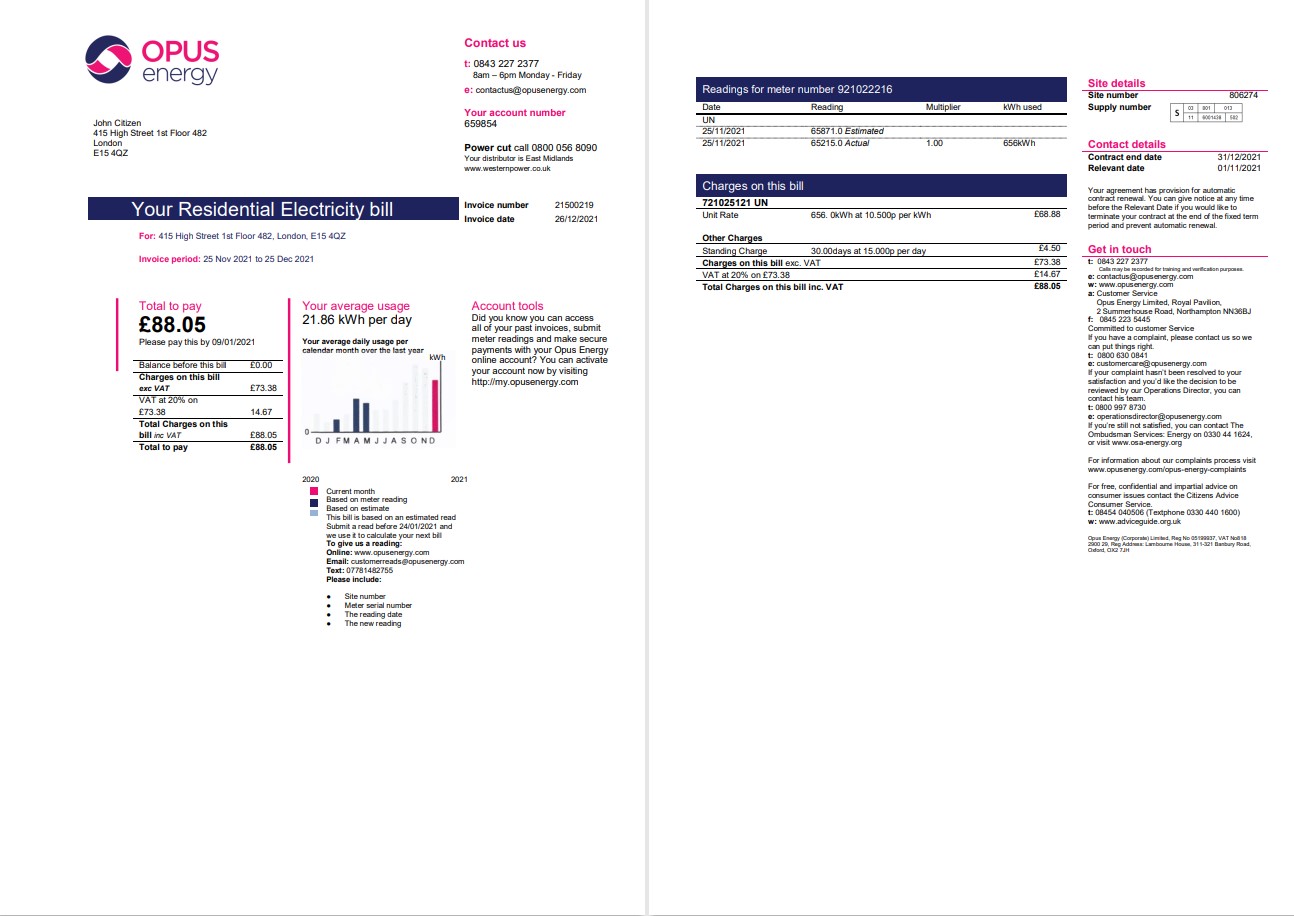 OPUS
energy
Contact us
t: 0843 227 2377
8am – 6pm Monday - Friday
e: contactus@opusenergy.com
Your account number
659854
John Citizen
415 High Street 1st Floor 482
London
E15 4QZ
Power cut call 0800 056 8090
Your distributor is East Midlands
www.westernpower.co.uk
Your Residential Electricity bill
Invoice number 21500219
Invoice date 26/12/2021
For: 415 High Street 1st Floor 482, London, E15 4QZ
Invoice period: 25 Nov 2021 to 25 Dec 2021
Total to pay
£88.05
Please pay this by 09/01/2021
Balance before this bill £0.00
Charges on this bill
exc VAT £73.38
VAT at 20% on
£73.38 14.67
Total Charges on this
bill inc VAT £88.05
Total to pay £88.05
Your average usage
21.86 kWh per day
Your average daily usage per
calendar month over the last year
kWh
0
D J F M A M J J A S O N D
2020 2021
Current month
Based on meter reading
Based on estimate
This bill is based on an estimated read
Submit a read before 24/01/2021 and
we use it to calculate your next bill
To give us a reading:
Online: www.opusenergy.com
Email: customerreads@opusenergy.com
Text: 07781482755
Please include:
● Site number
● Meter serial number
● The reading date
● The new reading
Account tools
Did you know you can access
all of your past invoices, submit
meter readings and make secure
payments with your Opus Energy
online account? You can activate
your account now by visiting
http://my.opusenergy.com
Readings for meter number 921022216
Date Reading Multiplier kWh used
UN
25/11/2021 65871.0 Estimated
25/11/2021 65215.0 Actual 1.00 656kWh
Charges on this bill
721025121 UN
Unit Rate 656. 0kWh at 10.500p per kWh £68.88
Other Charges
Standing Charge 30.00days at 15.000p per day £4.50
Charges on this bill exc. VAT £73.38
VAT at 20% on £73.38 £14.67
Total Charges on this bill inc. VAT £88.05
Site details
Site number 806274
Supply number
S 03 801 013
11 6001438 582
Contact details
Contract end date 31/12/2021
Relevant date 01/11/2021
Your agreement has provision for automatic
contract renewal. You can give notice at any time
before the Relevant Date if you would like to
terminate your contract at the end of the fixed term
period and prevent automatic renewal.
Get in touch
t: 0843 227 2377
Calls may be recorded for training and verification purposes.
e: contactus@opusenergy.com
w: www.opusenergy.com
a: Customer Service
Opus Energy Limited, Royal Pavilion,
2 Summerhouse Road, Northampton NN36BJ
f: 0845 223 5445
Committed to customer Service
If you have a complaint, please contact us so we
can put things right.
t: 0800 630 0841
e: customercare@opusenergy.com
If your complaint hasn't been resolved to your
satisfaction and you'd like the decision to be
reviewed by our Operations Director, you can
contact his team.
t: 0800 997 8730
e: operationsdirector@opusenergy.com
If you're still not satisfied, you can contact The
Ombudsman Services: Energy on 0330 44 1624,
or visit www.osa-energy.org
For information about our complaints process visit
www.opusenergy.com/opus-energy-complaints
For free, confidential and impartial advice on
consumer issues contact the Citizens Advice
Consumer Service.
t: 08454 040506 (Textphone 0330 440 1600)
w: www.adviceguide.org.uk
Opus Energy (Corporate) Limited, Reg No 05199937, VAT No818
2900 29, Reg Address: Lambourne House, 311-321 Banbury Road,
Oxford, OX2 7JH